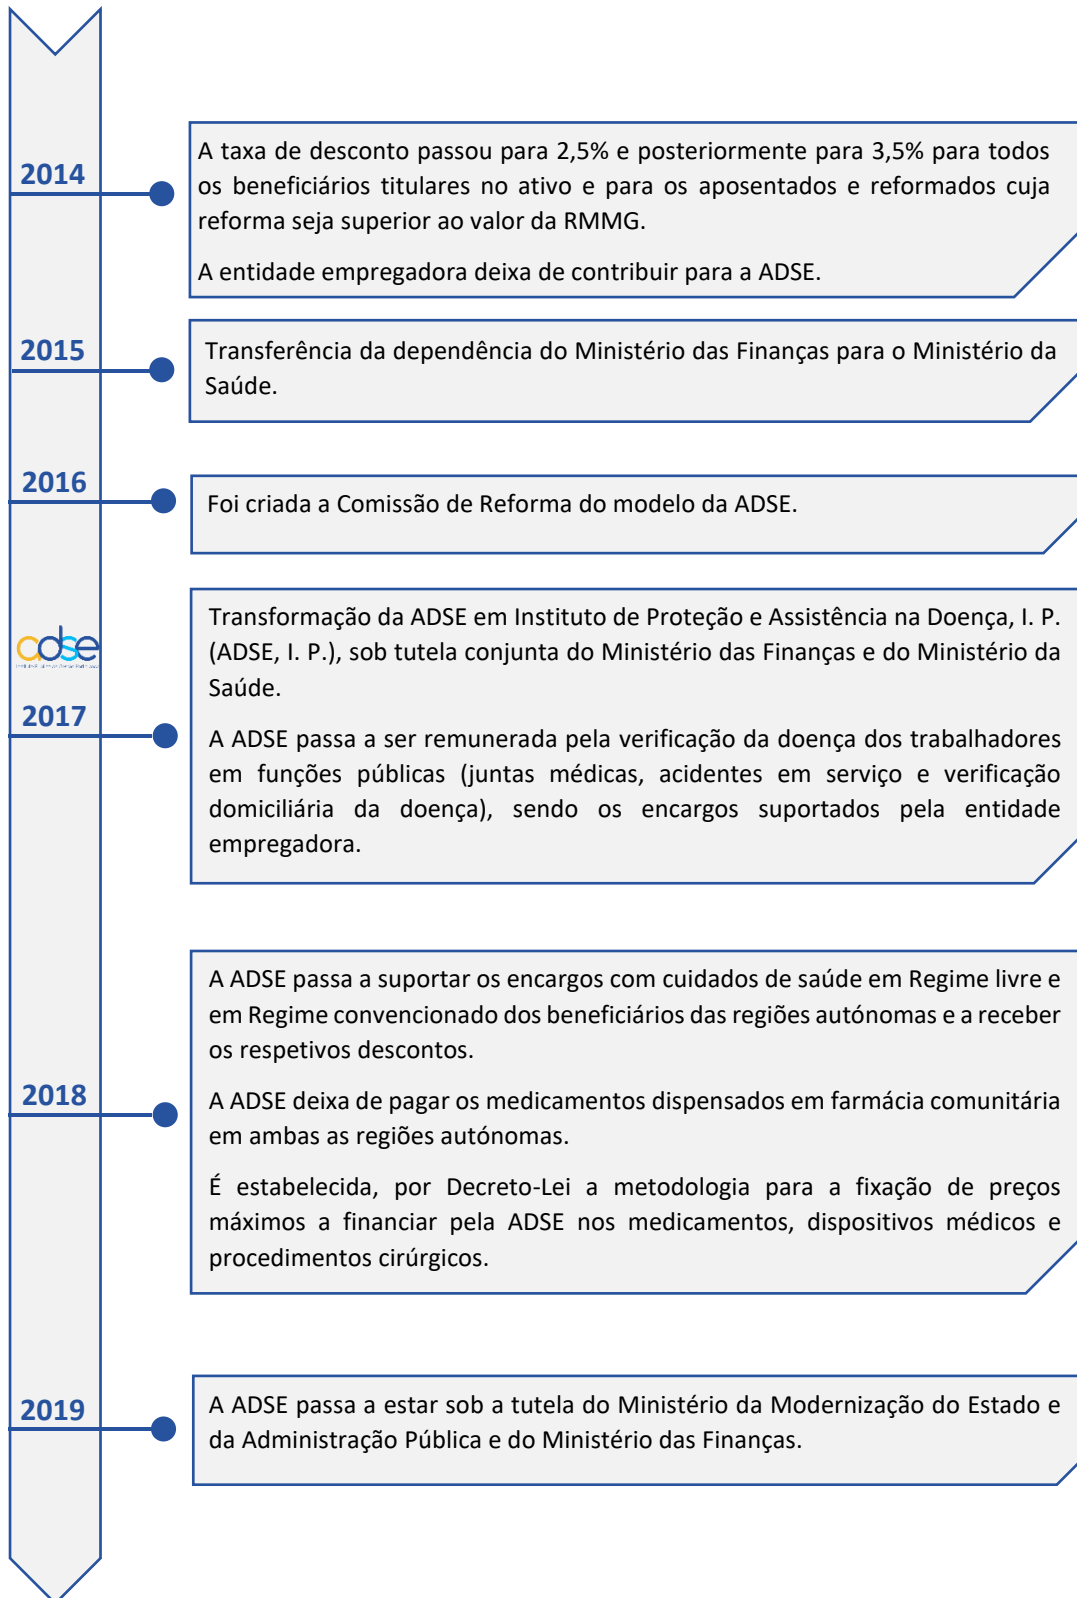 2014
A taxa de desconto passou para 2,5% e posteriormente para 3,5% para todos
os beneficiários titulares no ativo e para os aposentados e reformados cuja
reforma seja superior ao valor da RMMG.
A entidade empregadora deixa de contribuir para a ADSE.
2015
Transferência da dependência do Ministério das Finanças para o Ministério da
Saúde.
2016
Foi criada a Comissão de Reforma do modelo da ADSE.
adse
2017
Transformação da ADSE em Instituto de Proteção e Assistência na Doença, I. P.
(ADSE, I. P.), sob tutela conjunta do Ministério das Finanças e do Ministério da
Saúde.
A ADSE passa a ser remunerada pela verificação da doença dos trabalhadores
em funções públicas (juntas médicas, acidentes em serviço e verificação
domiciliária da doença), sendo os encargos suportados pela entidade
empregadora.
2018
A ADSE passa a suportar os encargos com cuidados de saúde em Regime livre e
em Regime convencionado dos beneficiários das regiões autónomas e a receber
os respetivos descontos.
A ADSE deixa de pagar os medicamentos dispensados em farmácia comunitária
em ambas as regiões autónomas.
É estabelecida, por Decreto-Lei a metodologia para a fixação de preços
máximos a financiar pela ADSE nos medicamentos, dispositivos médicos e
procedimentos cirúrgicos.
2019
A ADSE passa a estar sob a tutela do Ministério da Modernização do Estado e
da Administração Pública e do Ministério das Finanças.